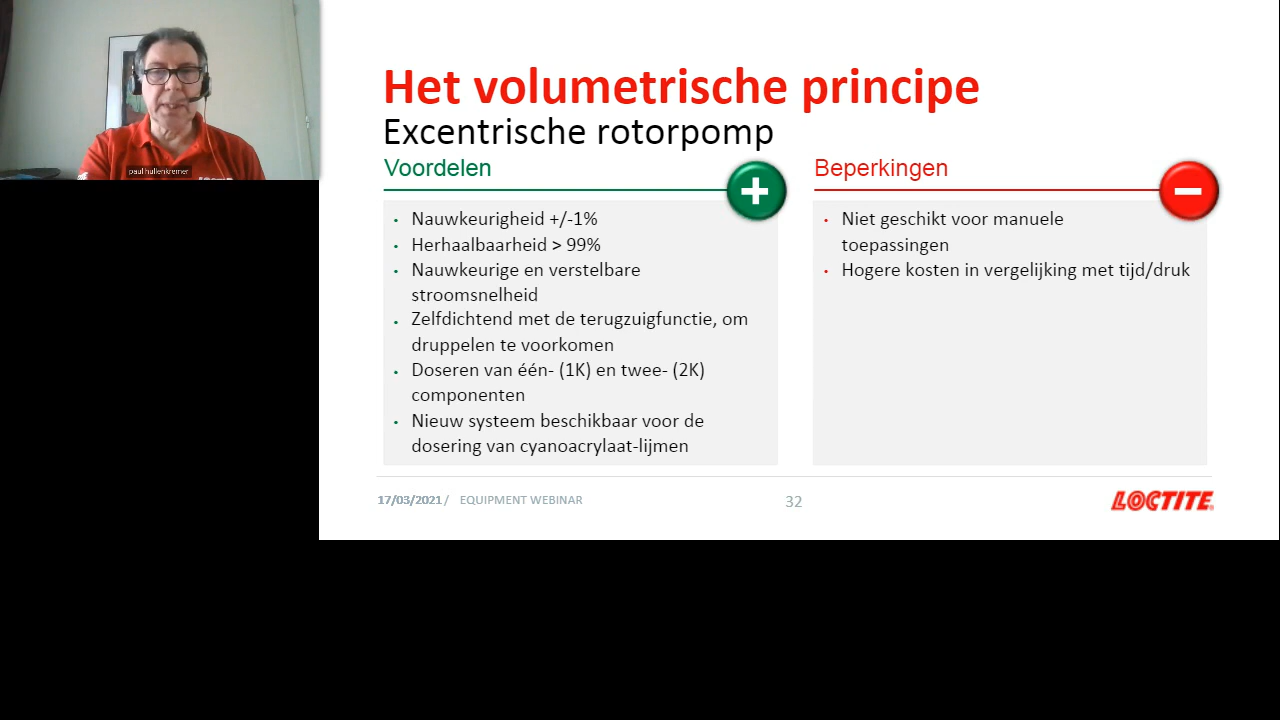 Het volumetrische principe
Excentrische rotorpomp
Voordelen
• Nauwkeurigheid +/-1%
• Herhaalbaarheid > 99%
• Nauwkeurige en verstelbare
stroomsnelheid
• Zelfdichtend met de terugzuigfunctie, om
druppelen te voorkomen
• Doseren van één- (1K) en twee- (2K)
componenten
• Nieuw systeem beschikbaar voor de
dosering van cyanoacrylaat-lijmen
Beperkingen
• Niet geschikt voor manuele
toepassingen
• Hogere kosten in vergelijking met tijd/druk
paul hullenkremer
17/03/2021 / EQUIPMENT WEBINAR
32
LOCTITE